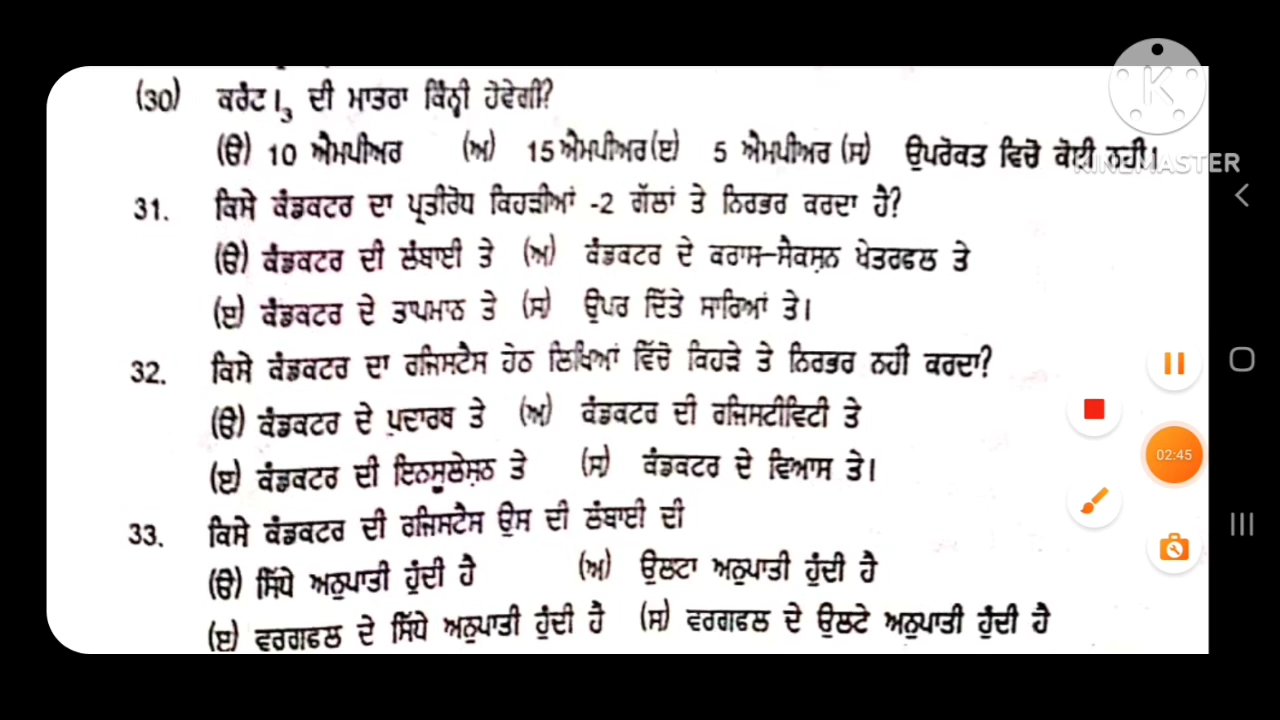 (30) ਕਰੰਟ I₃ ਦੀ ਮਾਤਰਾ ਕਿੰਨ੍ਹੀ ਹੋਵੇਗੀ?
(ੳ) 10 ਐਮਪੀਅਰ (ਅ) 15 ਐਮਪੀਅਰ (ੲ) 5 ਐਮਪੀਅਰ (ਸ) ਉਪਰੋਕਤ ਵਿਚੋ ਕੋਈ ਨਹੀ।
KINEMASTER
31. ਕਿਸੇ ਕੰਡਕਟਰ ਦਾ ਪ੍ਰਤੀਰੋਧ ਕਿਹੜੀਆਂ -2 ਗੱਲਾਂ ਤੇ ਨਿਰਭਰ ਕਰਦਾ ਹੈ?
(ੳ) ਕੰਡਕਟਰ ਦੀ ਲੰਬਾਈ ਤੇ (ਅ) ਕੰਡਕਟਰ ਦੇ ਕਰਾਸ-ਸੈਕਸ਼ਨ ਖੇਤਰਫਲ ਤੇ
(ੲ) ਕੰਡਕਟਰ ਦੇ ਤਾਪਮਾਨ ਤੇ (ਸ) ਉਪਰ ਦਿੱਤੇ ਸਾਰਿਆਂ ਤੇ।
32. ਕਿਸੇ ਕੰਡਕਟਰ ਦਾ ਰਜਿਸਟੈਂਸ ਹੇਠ ਲਿਖਿਆਂ ਵਿੱਚੋ ਕਿਹੜੇ ਤੇ ਨਿਰਭਰ ਨਹੀ ਕਰਦਾ?
(ੳ) ਕੰਡਕਟਰ ਦੇ ਪਦਾਰਥ ਤੇ (ਅ) ਕੰਡਕਟਰ ਦੀ ਰਜ਼ਿਸਟੀਵਿਟੀ ਤੇ
(ੲ) ਕੰਡਕਟਰ ਦੀ ਇਨਸੂਲੇਸ਼ਨ ਤੇ (ਸ) ਕੰਡਕਟਰ ਦੇ ਵਿਆਸ ਤੇ।
33. ਕਿਸੇ ਕੰਡਕਟਰ ਦੀ ਰਜਿਸਟੈਂਸ ਉਸ ਦੀ ਲੰਬਾਈ ਦੀ
(ੳ) ਸਿੱਧੇ ਅਨੁਪਾਤੀ ਹੁੰਦੀ ਹੈ (ਅ) ਉਲਟਾ ਅਨੁਪਾਤੀ ਹੁੰਦੀ ਹੈ
(ੲ) ਵਰਗਫਲ ਦੇ ਸਿੱਧੇ ਅਨੁਪਾਤੀ ਹੁੰਦੀ ਹੈ (ਸ) ਵਰਗਫਲ ਦੇ ਉਲਟੇ ਅਨੁਪਾਤੀ ਹੁੰਦੀ ਹੈ
02:45